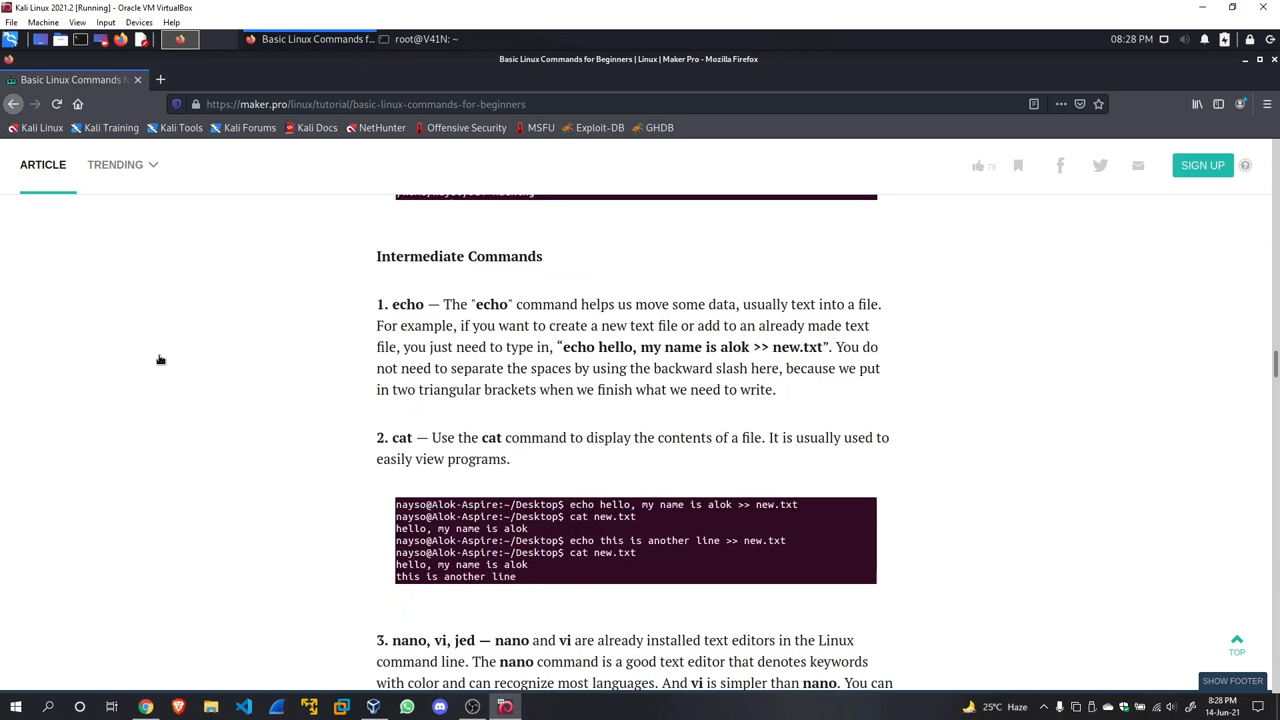 Kali Linux 2021.2 [Running] - Oracle VM VirtualBox
File Machine View Input Devices Help
Basic Linux Commands f... root@V41N: ~ 08:28 PM
Basic Linux Commands for Beginners | Linux | Maker Pro - Mozilla Firefox
Basic Linux Commands for
https://maker.pro/linux/tutorial/basic-linux-commands-for-beginners
Kali Linux Kali Training Kali Tools Kali Forums Kali Docs NetHunter Offensive Security MSFU Exploit-DB GHDB
ARTICLE TRENDING 79 SIGN UP
Intermediate Commands
1. echo — The "echo" command helps us move some data, usually text into a file.
For example, if you want to create a new text file or add to an already made text
file, you just need to type in, “echo hello, my name is alok >> new.txt”. You do
not need to separate the spaces by using the backward slash here, because we put
in two triangular brackets when we finish what we need to write.
2. cat — Use the cat command to display the contents of a file. It is usually used to
easily view programs.
nayso@Alok-Aspire:~/Desktop$ echo hello, my name is alok >> new.txt
nayso@Alok-Aspire:~/Desktop$ cat new.txt
hello, my name is alok
nayso@Alok-Aspire:~/Desktop$ echo this is another line >> new.txt
nayso@Alok-Aspire:~/Desktop$ cat new.txt
hello, my name is alok
this is another line
3. nano, vi, jed — nano and vi are already installed text editors in the Linux
command line. The nano command is a good text editor that denotes keywords
with color and can recognize most languages. And vi is simpler than nano. You can
TOP
SHOW FOOTER
25°C Haze 8:28 PM
14-Jun-21